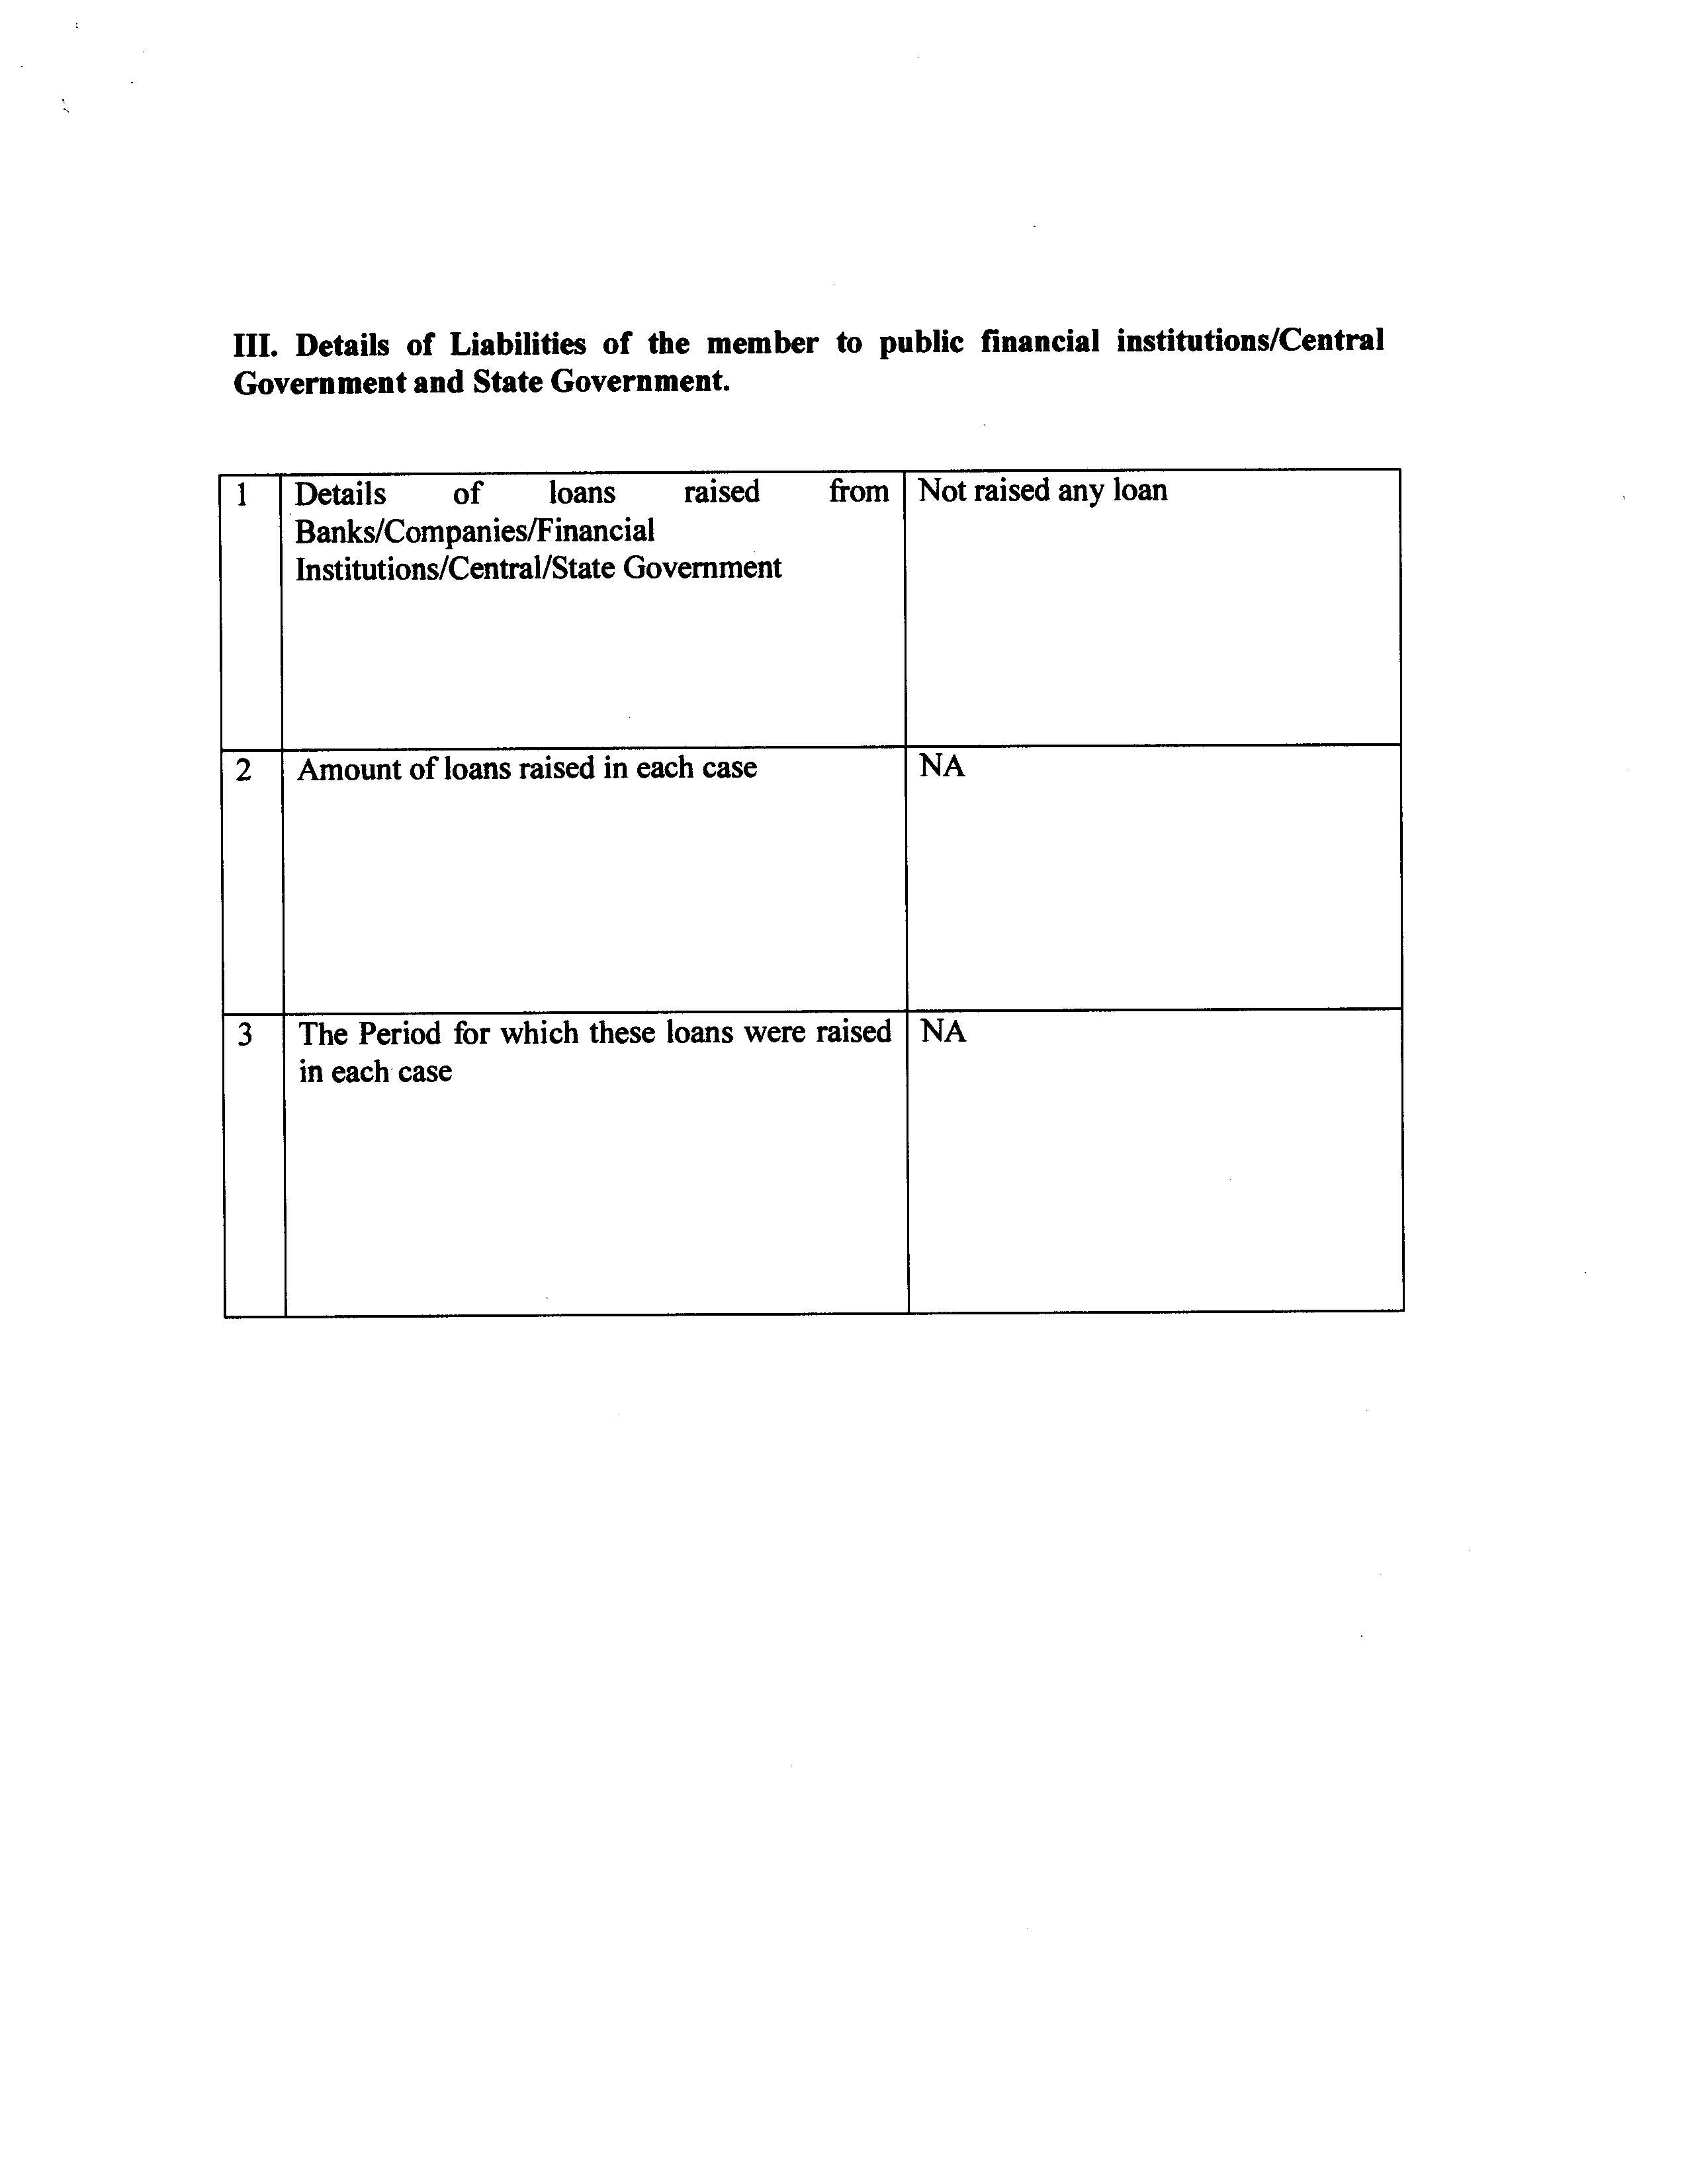 III. Details of Liabilities of the member to public financial institutions/Central
Government and State Government.
1 Details of loans raised from Not raised any loan
Banks/Companies/Financial
Institutions/Central/State Government
2 Amount of loans raised in each case NA
3 The Period for which these loans were raised NA
in each case